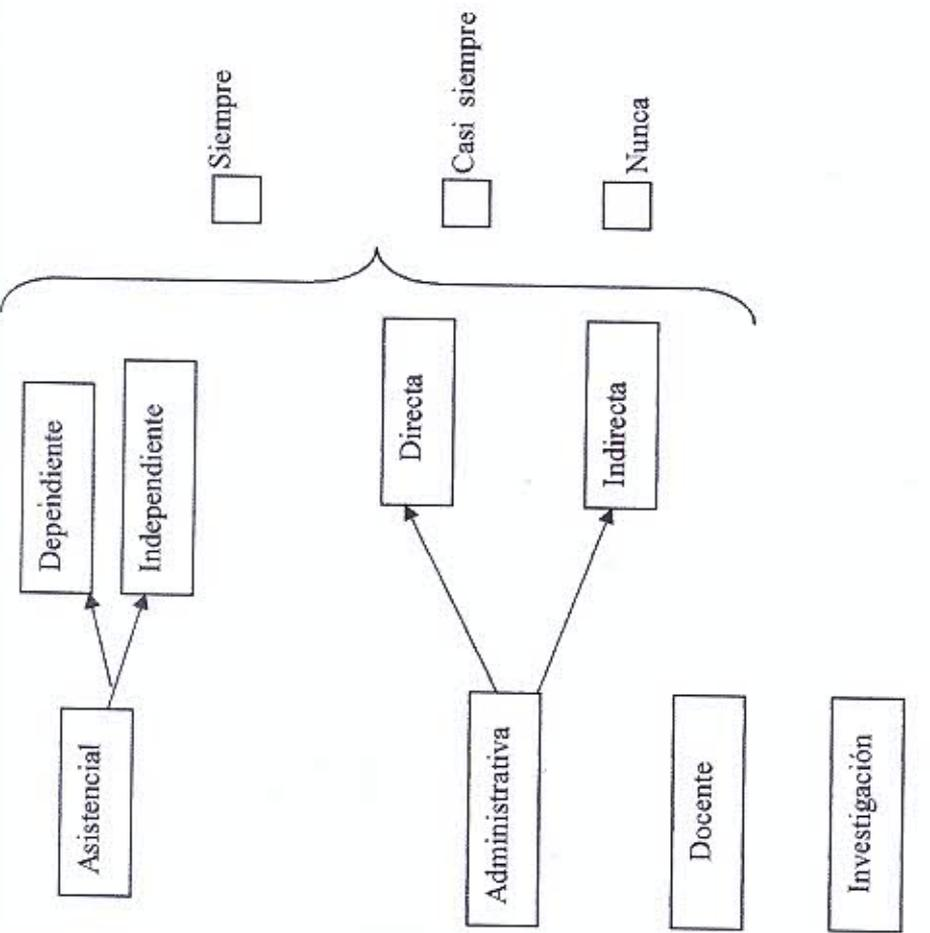 Asistencial
Dependiente
Independiente
Administrativa
Directa
Indirecta
Docente
Investigación
Siempre
Casi siempre
Nunca